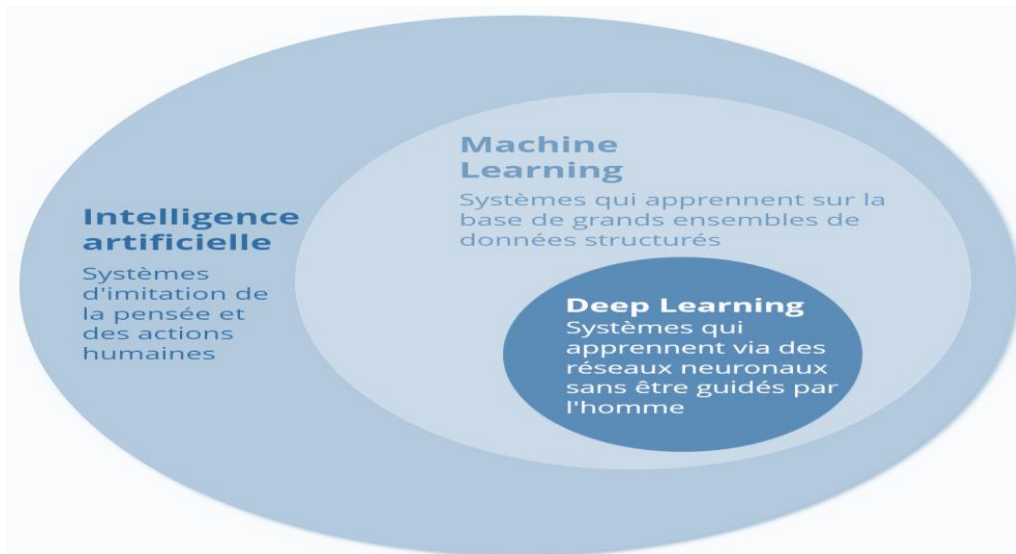 Intelligence
artificielle
Systèmes
d'imitation de
la pensée et
des actions
humaines
Machine
Learning
Systèmes qui apprennent sur la
base de grands ensembles de
données structurés
Deep Learning
Systèmes qui
apprennent via des
réseaux neuronaux
sans être guidés par
l'homme